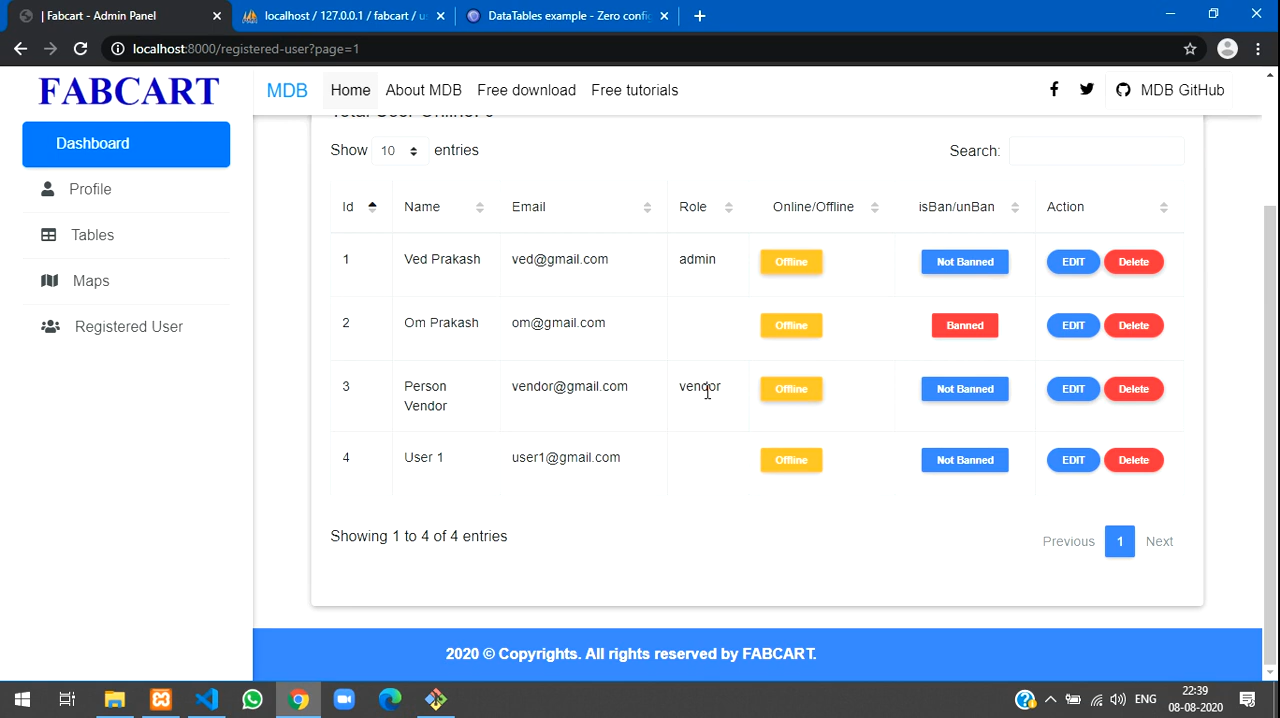 | Fabcart - Admin Panel
localhost / 127.0.0.1 / fabcart / us
DataTables example - Zero config
localhost:8000/registered-user?page=1
FABCART
MDB
Home
About MDB
Free download
Free tutorials
MDB GitHub
Dashboard
Profile
Tables
Maps
Registered User
Show 10 entries
Search:
Id Name Email Role Online/Offline isBan/unBan Action
1 Ved Prakash ved@gmail.com admin Offline Not Banned EDIT Delete
2 Om Prakash om@gmail.com Offline Banned EDIT Delete
3 Person Vendor vendor@gmail.com vendor Offline Not Banned EDIT Delete
4 User 1 user1@gmail.com Offline Not Banned EDIT Delete
Showing 1 to 4 of 4 entries
Previous 1 Next
2020 © Copyrights. All rights reserved by FABCART.
ENG
22:39
08-08-2020